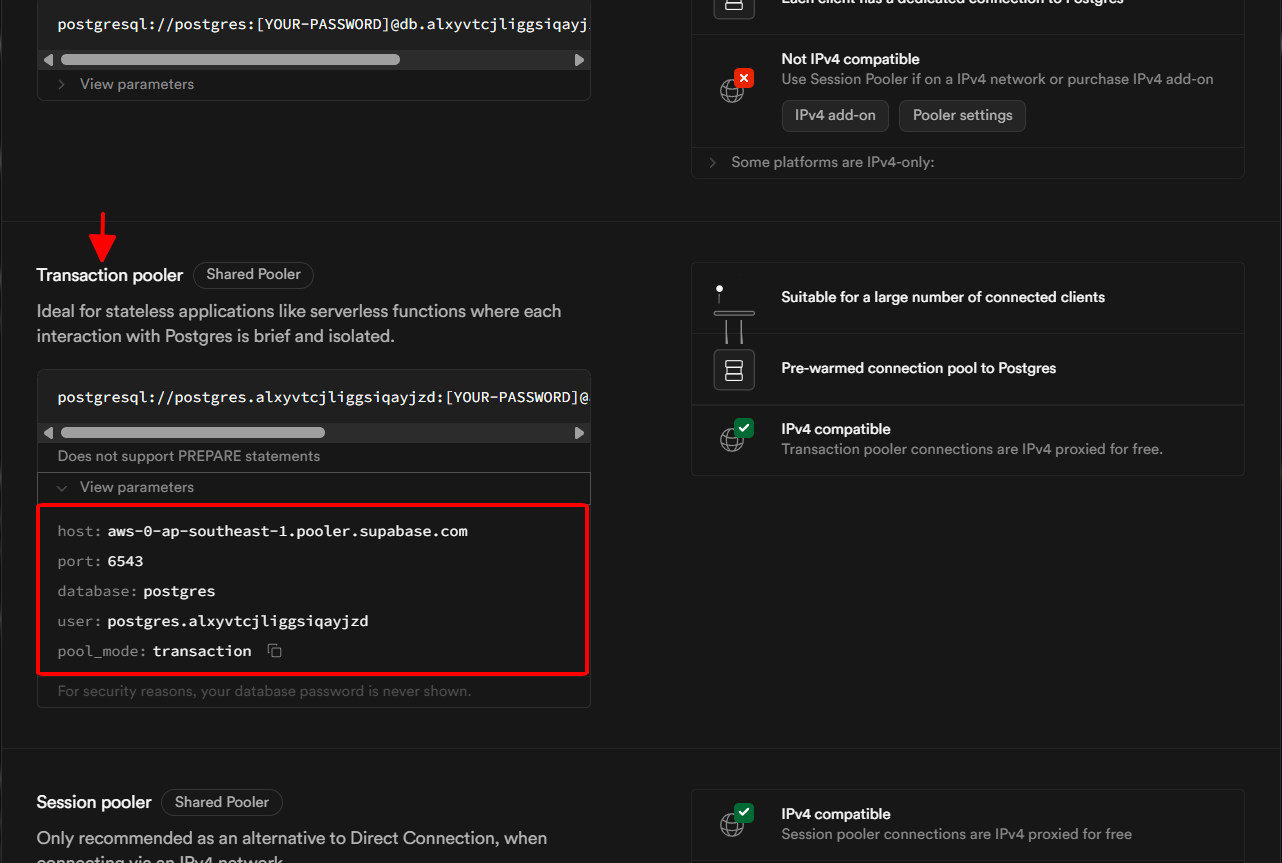 postgresql://postgres:[YOUR-PASSWORD]@db.alxyvtcjliggsiqayjz
View parameters
Each client has a dedicated connection to Postgres
Not IPv4 compatible
Use Session Pooler if on a IPv4 network or purchase IPv4 add-on
IPv4 add-on
Pooler settings
Some platforms are IPv4-only:
Transaction pooler
Shared Pooler
Ideal for stateless applications like serverless functions where each
interaction with Postgres is brief and isolated.
postgresql://postgres.alxyvtcjliggsiqayjzd:[YOUR-PASSWORD]@
Does not support PREPARE statements
View parameters
host: aws-0-ap-southeast-1.pooler.supabase.com
port: 6543
database: postgres
user: postgres.alxyvtcjliggsiqayjzd
pool_mode: transaction
For security reasons, your database password is never shown.
Suitable for a large number of connected clients
Pre-warmed connection pool to Postgres
IPv4 compatible
Transaction pooler connections are IPv4 proxied for free.
Session pooler
Shared Pooler
Only recommended as an alternative to Direct Connection, when
connecting via an IPv4 network.
IPv4 compatible
Session pooler connections are IPv4 proxied for free